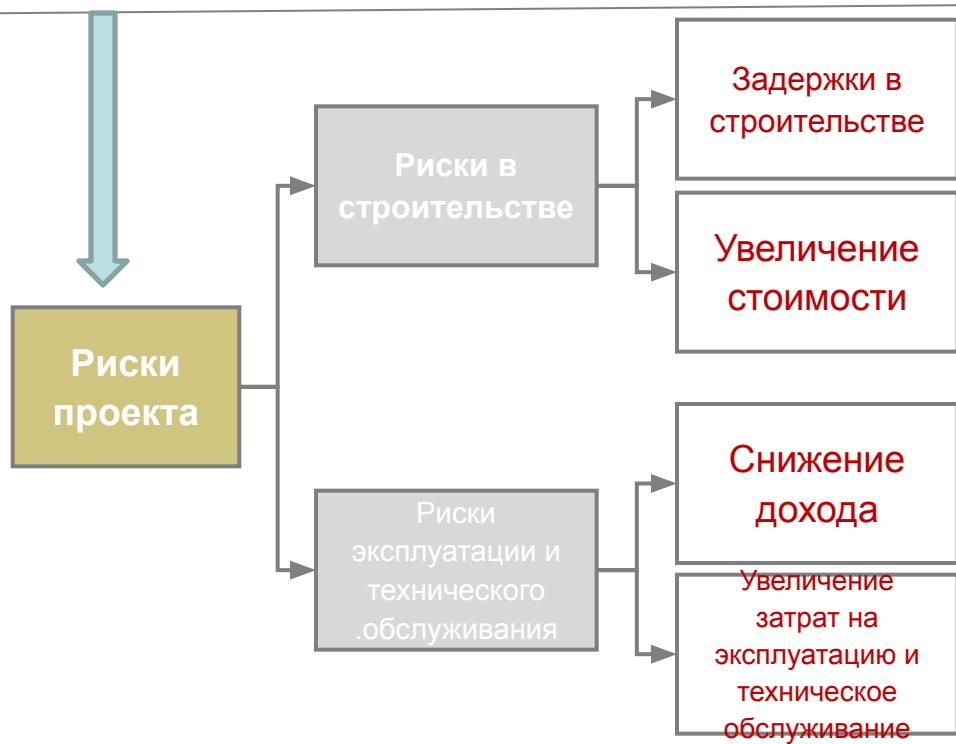 Риски
проекта
Риски в
строительстве
Задержки в
строительстве
Увеличение
стоимости
Риски
эксплуатации и
технического
.обслуживания
Снижение
дохода
Увеличение
затрат на
эксплуатацию и
техническое
обслуживание